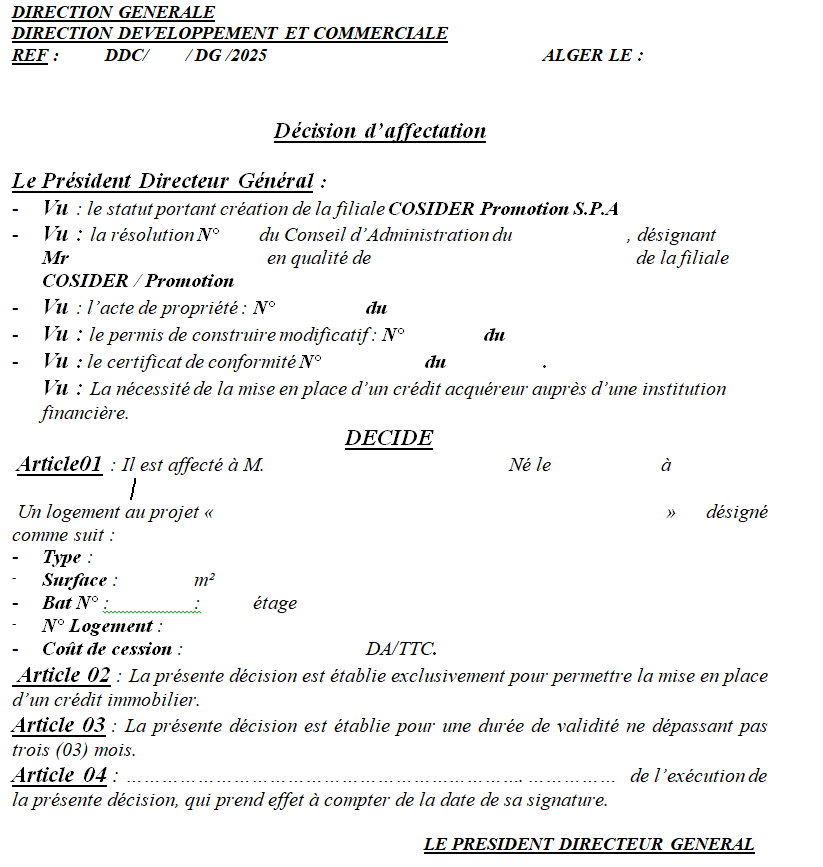 DIRECTION GENERALE
DIRECTION DEVELOPPEMENT ET COMMERCIALE
REF : DDC/ / DG /2025 ALGER LE :
Décision d'affectation
Le Président Directeur Général :
- Vu : le statut portant création de la filiale COSIDER Promotion S.P.A
- Vu : la résolution N° du Conseil d'Administration du , désignant
Mr en qualité de de la filiale
COSIDER / Promotion
- Vu : l'acte de propriété : N° du
- Vu : le permis de construire modificatif : N° du
- Vu : le certificat de conformité N° du .
Vu : La nécessité de la mise en place d'un crédit acquéreur auprès d'une institution
financière.
DECIDE
Article01 : Il est affecté à M. Né le à
Un logement au projet « » désigné
comme suit :
- Type :
- Surface : m²
- Bat N° : : étage
- N° Logement :
- Coût de cession : DA/TTC.
Article 02 : La présente décision est établie exclusivement pour permettre la mise en place
d'un crédit immobilier.
Article 03 : La présente décision est établie pour une durée de validité ne dépassant pas
trois (03) mois.
Article 04 : ……………………………………………………………. …………… de l'exécution de
la présente décision, qui prend effet à compter de la date de sa signature.
LE PRESIDENT DIRECTEUR GENERAL